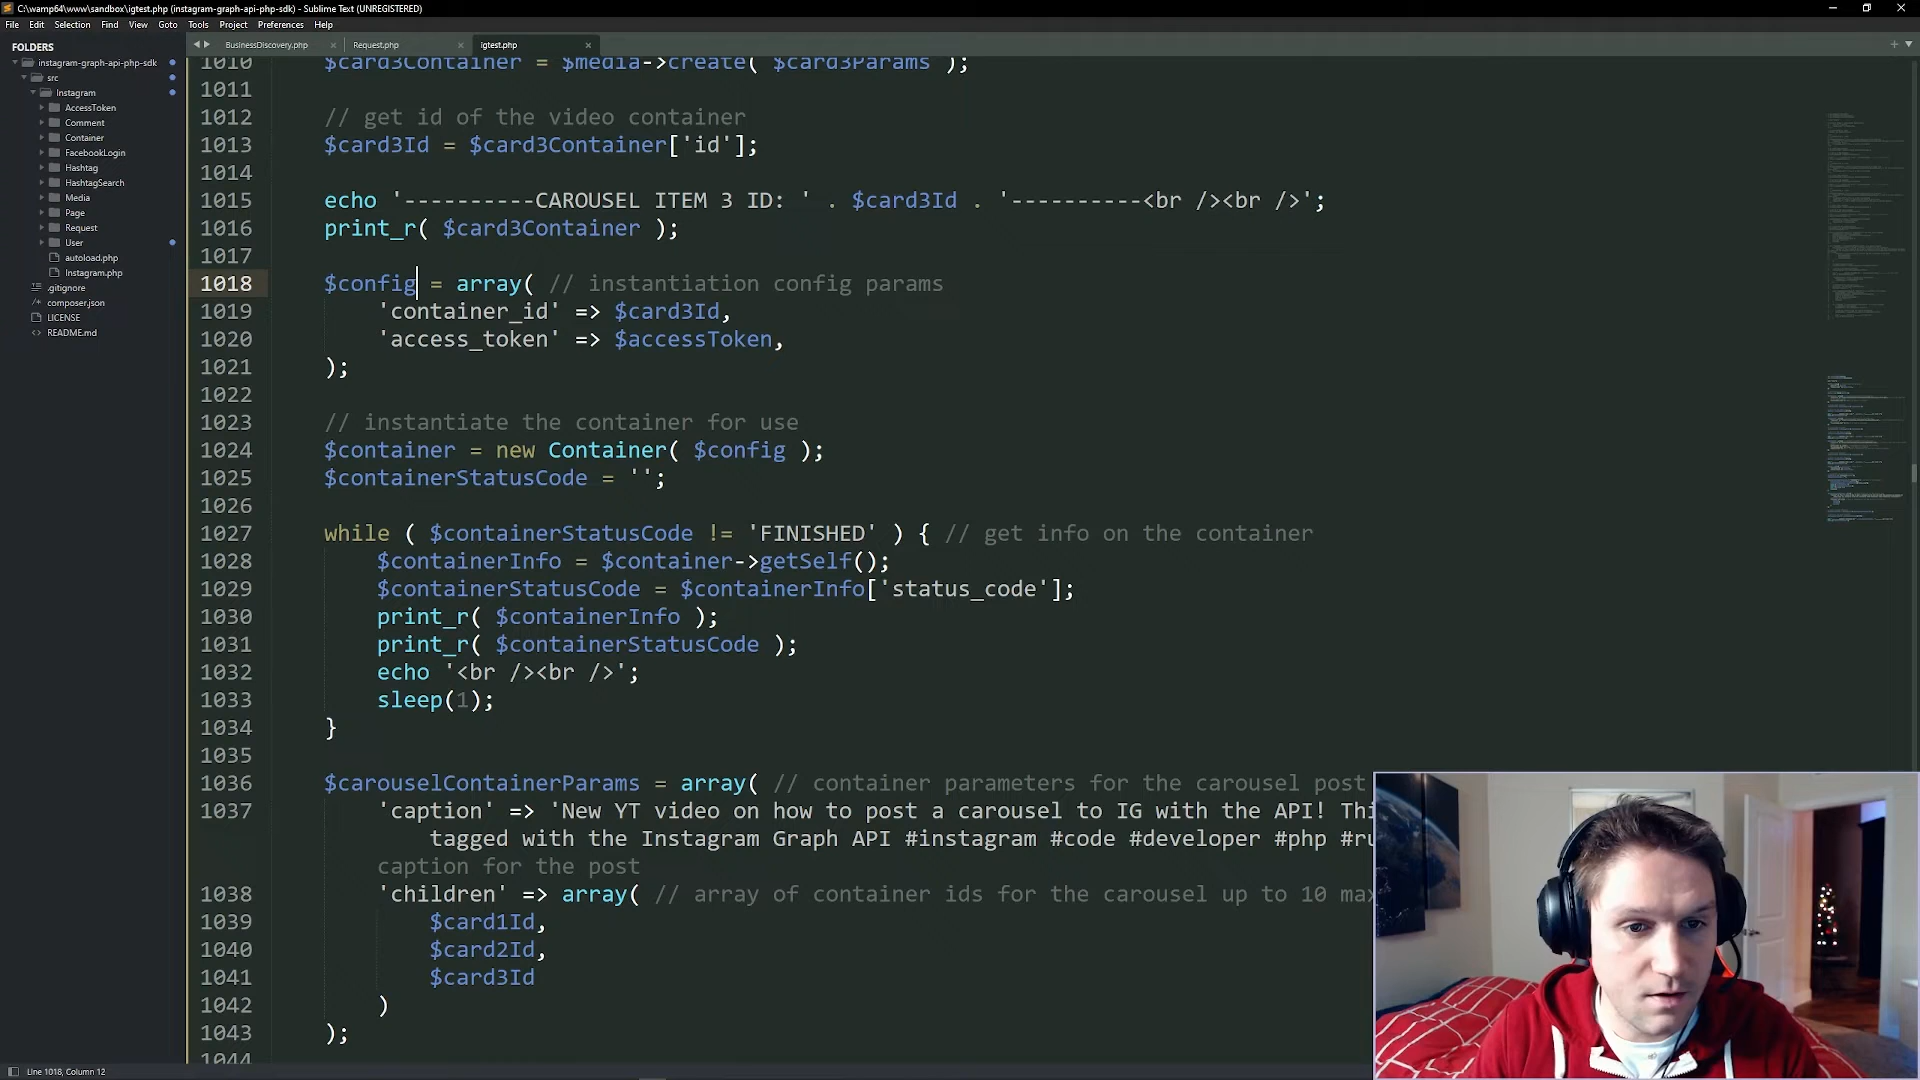 C:\wamp64\www\sandbox\igtest.php (instagram-graph-api-php-sdk) - Sublime Text (UNREGISTERED)
File Edit Selection Find View Goto Tools Project Preferences Help
FOLDERS
instagram-graph-api-php-sdk
src
Instagram
AccessToken
Comment
Container
FacebookLogin
Hashtag
HashtagSearch
Media
Page
Request
User
autoload.php
Instagram.php
.gitignore
composer.json
LICENSE
README.md
BusinessDiscovery.php Request.php igtest.php
1010 $card3Container = $media->create( $card3Params );
1011
1012 // get id of the video container
1013 $card3Id = $card3Container['id'];
1014
1015 echo '----------CAROUSEL ITEM 3 ID: ' . $card3Id . '----------<br /><br />';
1016 print_r( $card3Container );
1017
1018 $config = array( // instantiation config params
1019 'container_id' => $card3Id,
1020 'access_token' => $accessToken,
1021 );
1022
1023 // instantiate the container for use
1024 $container = new Container( $config );
1025 $containerStatusCode = '';
1026
1027 while ( $containerStatusCode != 'FINISHED' ) { // get info on the container
1028 $containerInfo = $container->getSelf();
1029 $containerStatusCode = $containerInfo['status_code'];
1030 print_r( $containerInfo );
1031 print_r( $containerStatusCode );
1032 echo '<br /><br />';
1033 sleep(1);
1034 }
1035
1036 $carouselContainerParams = array( // container parameters for the carousel post
1037 'caption' => 'New YT video on how to post a carousel to IG with the API! Thi
tagged with the Instagram Graph API #instagram #code #developer #php #ru
caption for the post
1038 'children' => array( // array of container ids for the carousel up to 10 max
1039 $card1Id,
1040 $card2Id,
1041 $card3Id
1042 )
1043 );
1044
Line 1018, Column 12